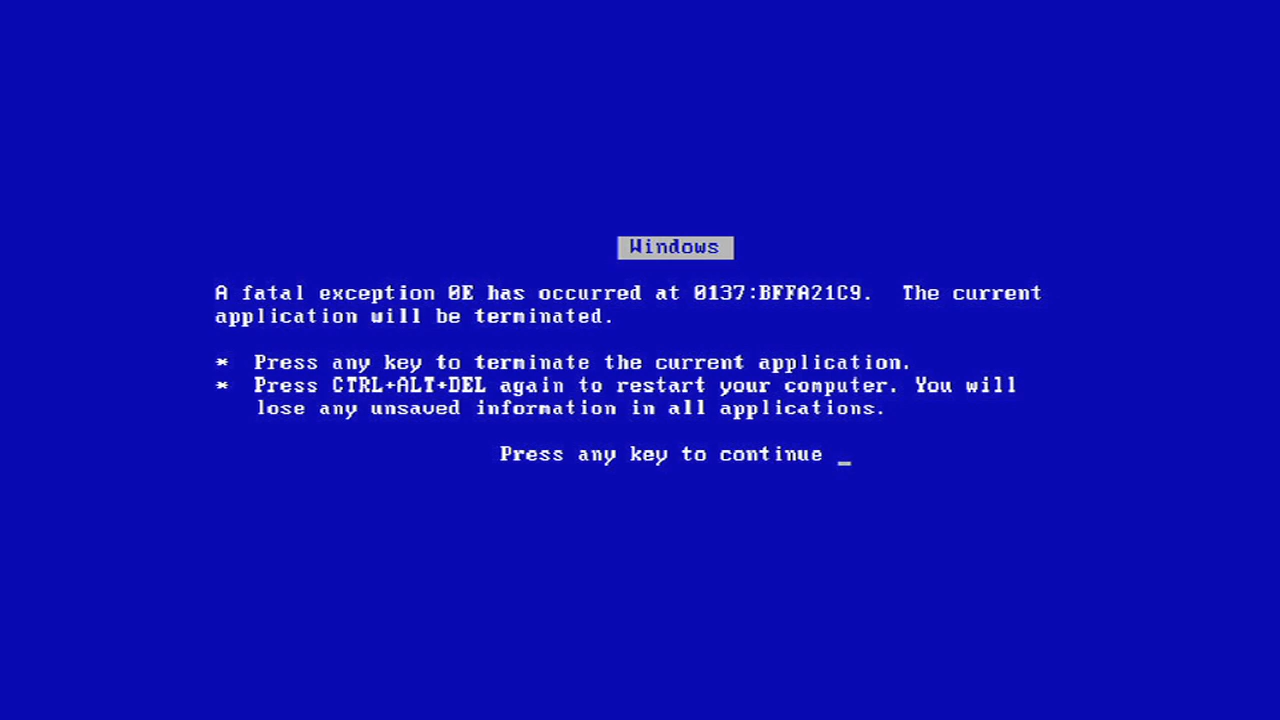 Windows
A fatal exception 0E has occurred at 0137:BFFA21C9. The current
application will be terminated.
* Press any key to terminate the current application.
* Press CTRL+ALT+DEL again to restart your computer. You will
lose any unsaved information in all applications.
Press any key to continue _